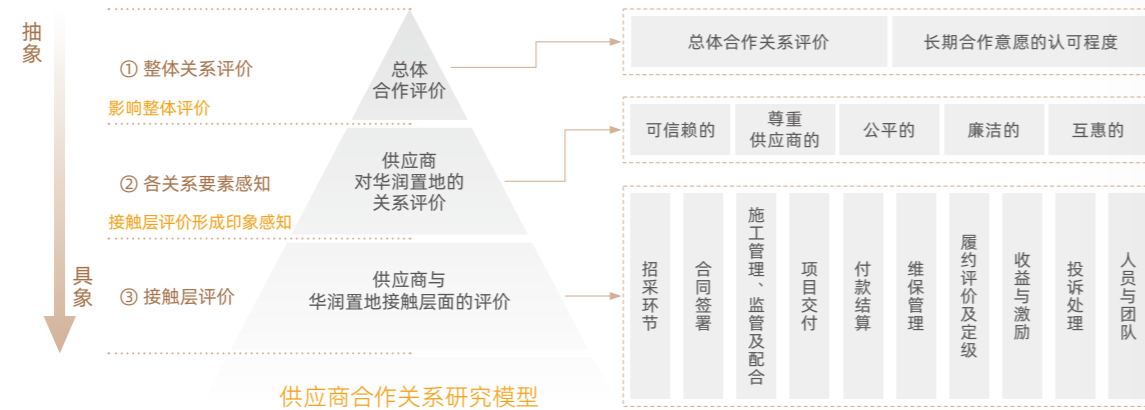 抽象
① 整体关系评价
影响整体评价
总体
合作评价
总体合作关系评价
长期合作意愿的认可程度
② 各关系要素感知
接触层评价形成印象感知
供应商
对华润置地的
关系评价
可信赖的
尊重
供应商的
公平的
廉洁的
互惠的
具象
③ 接触层评价
供应商与
华润置地接触层面的评价
招采环节
合同签署
施工管理、监管及配合
项目交付
付款结算
维保管理
履约评价及定级
收益与激励
投诉处理
人员与团队
供应商合作关系研究模型